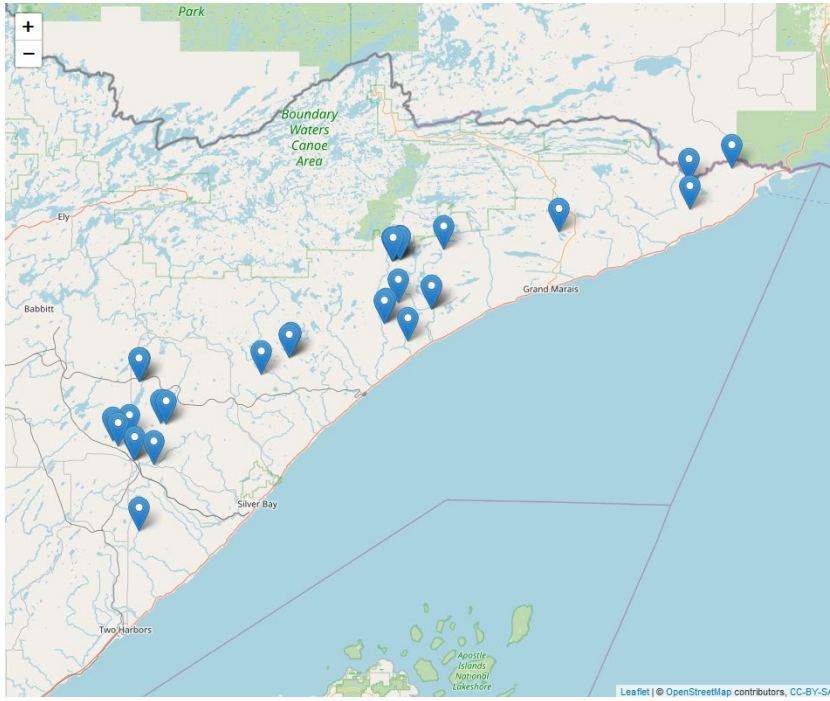 Park
+
−
Boundary
Waters
Canoe
Area
Ely
Babbitt
Grand Marais
Silver Bay
Two Harbors
Apostle
Islands
National
Lakeshore
Leaflet | © OpenStreetMap contributors, CC-BY-SA